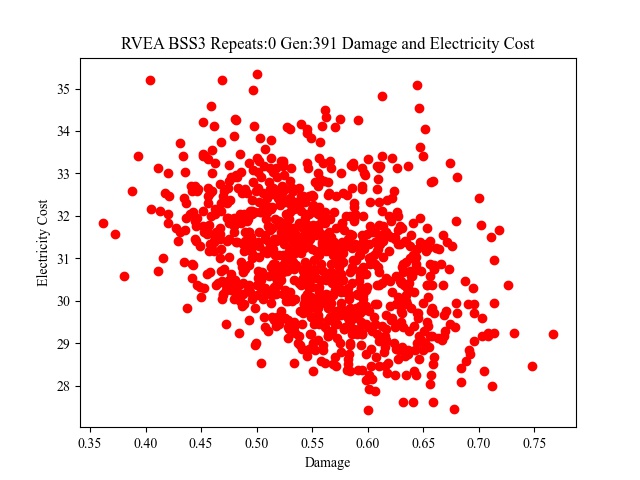 RVEA BSS3 Repeats:0 Gen:391 Damage and Electricity Cost
35
34
33
32
31
30
29
28
Electricity Cost
0.35 0.40 0.45 0.50 0.55 0.60 0.65 0.70 0.75
Damage